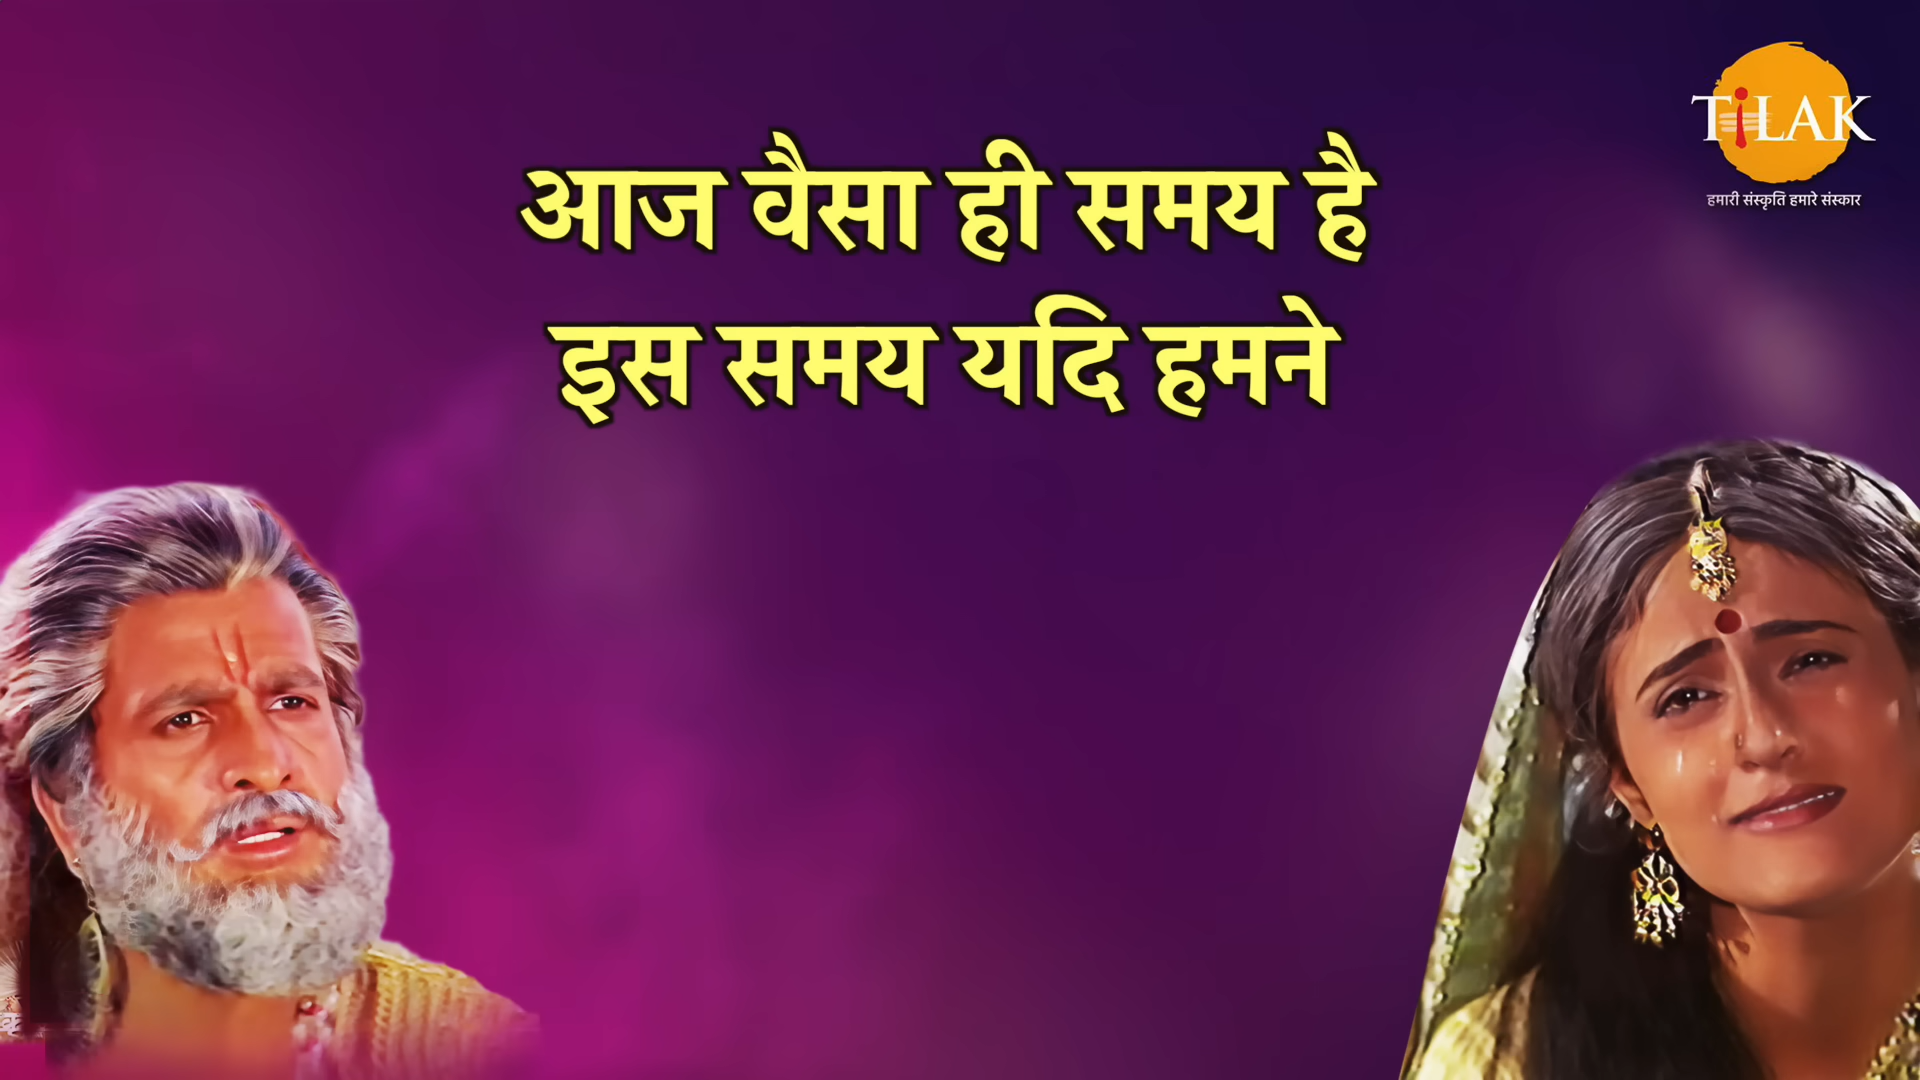 TiLAK
हमारी संस्कृति हमारे संस्कार
आज वैसा ही समय है
इस समय यदि हमने